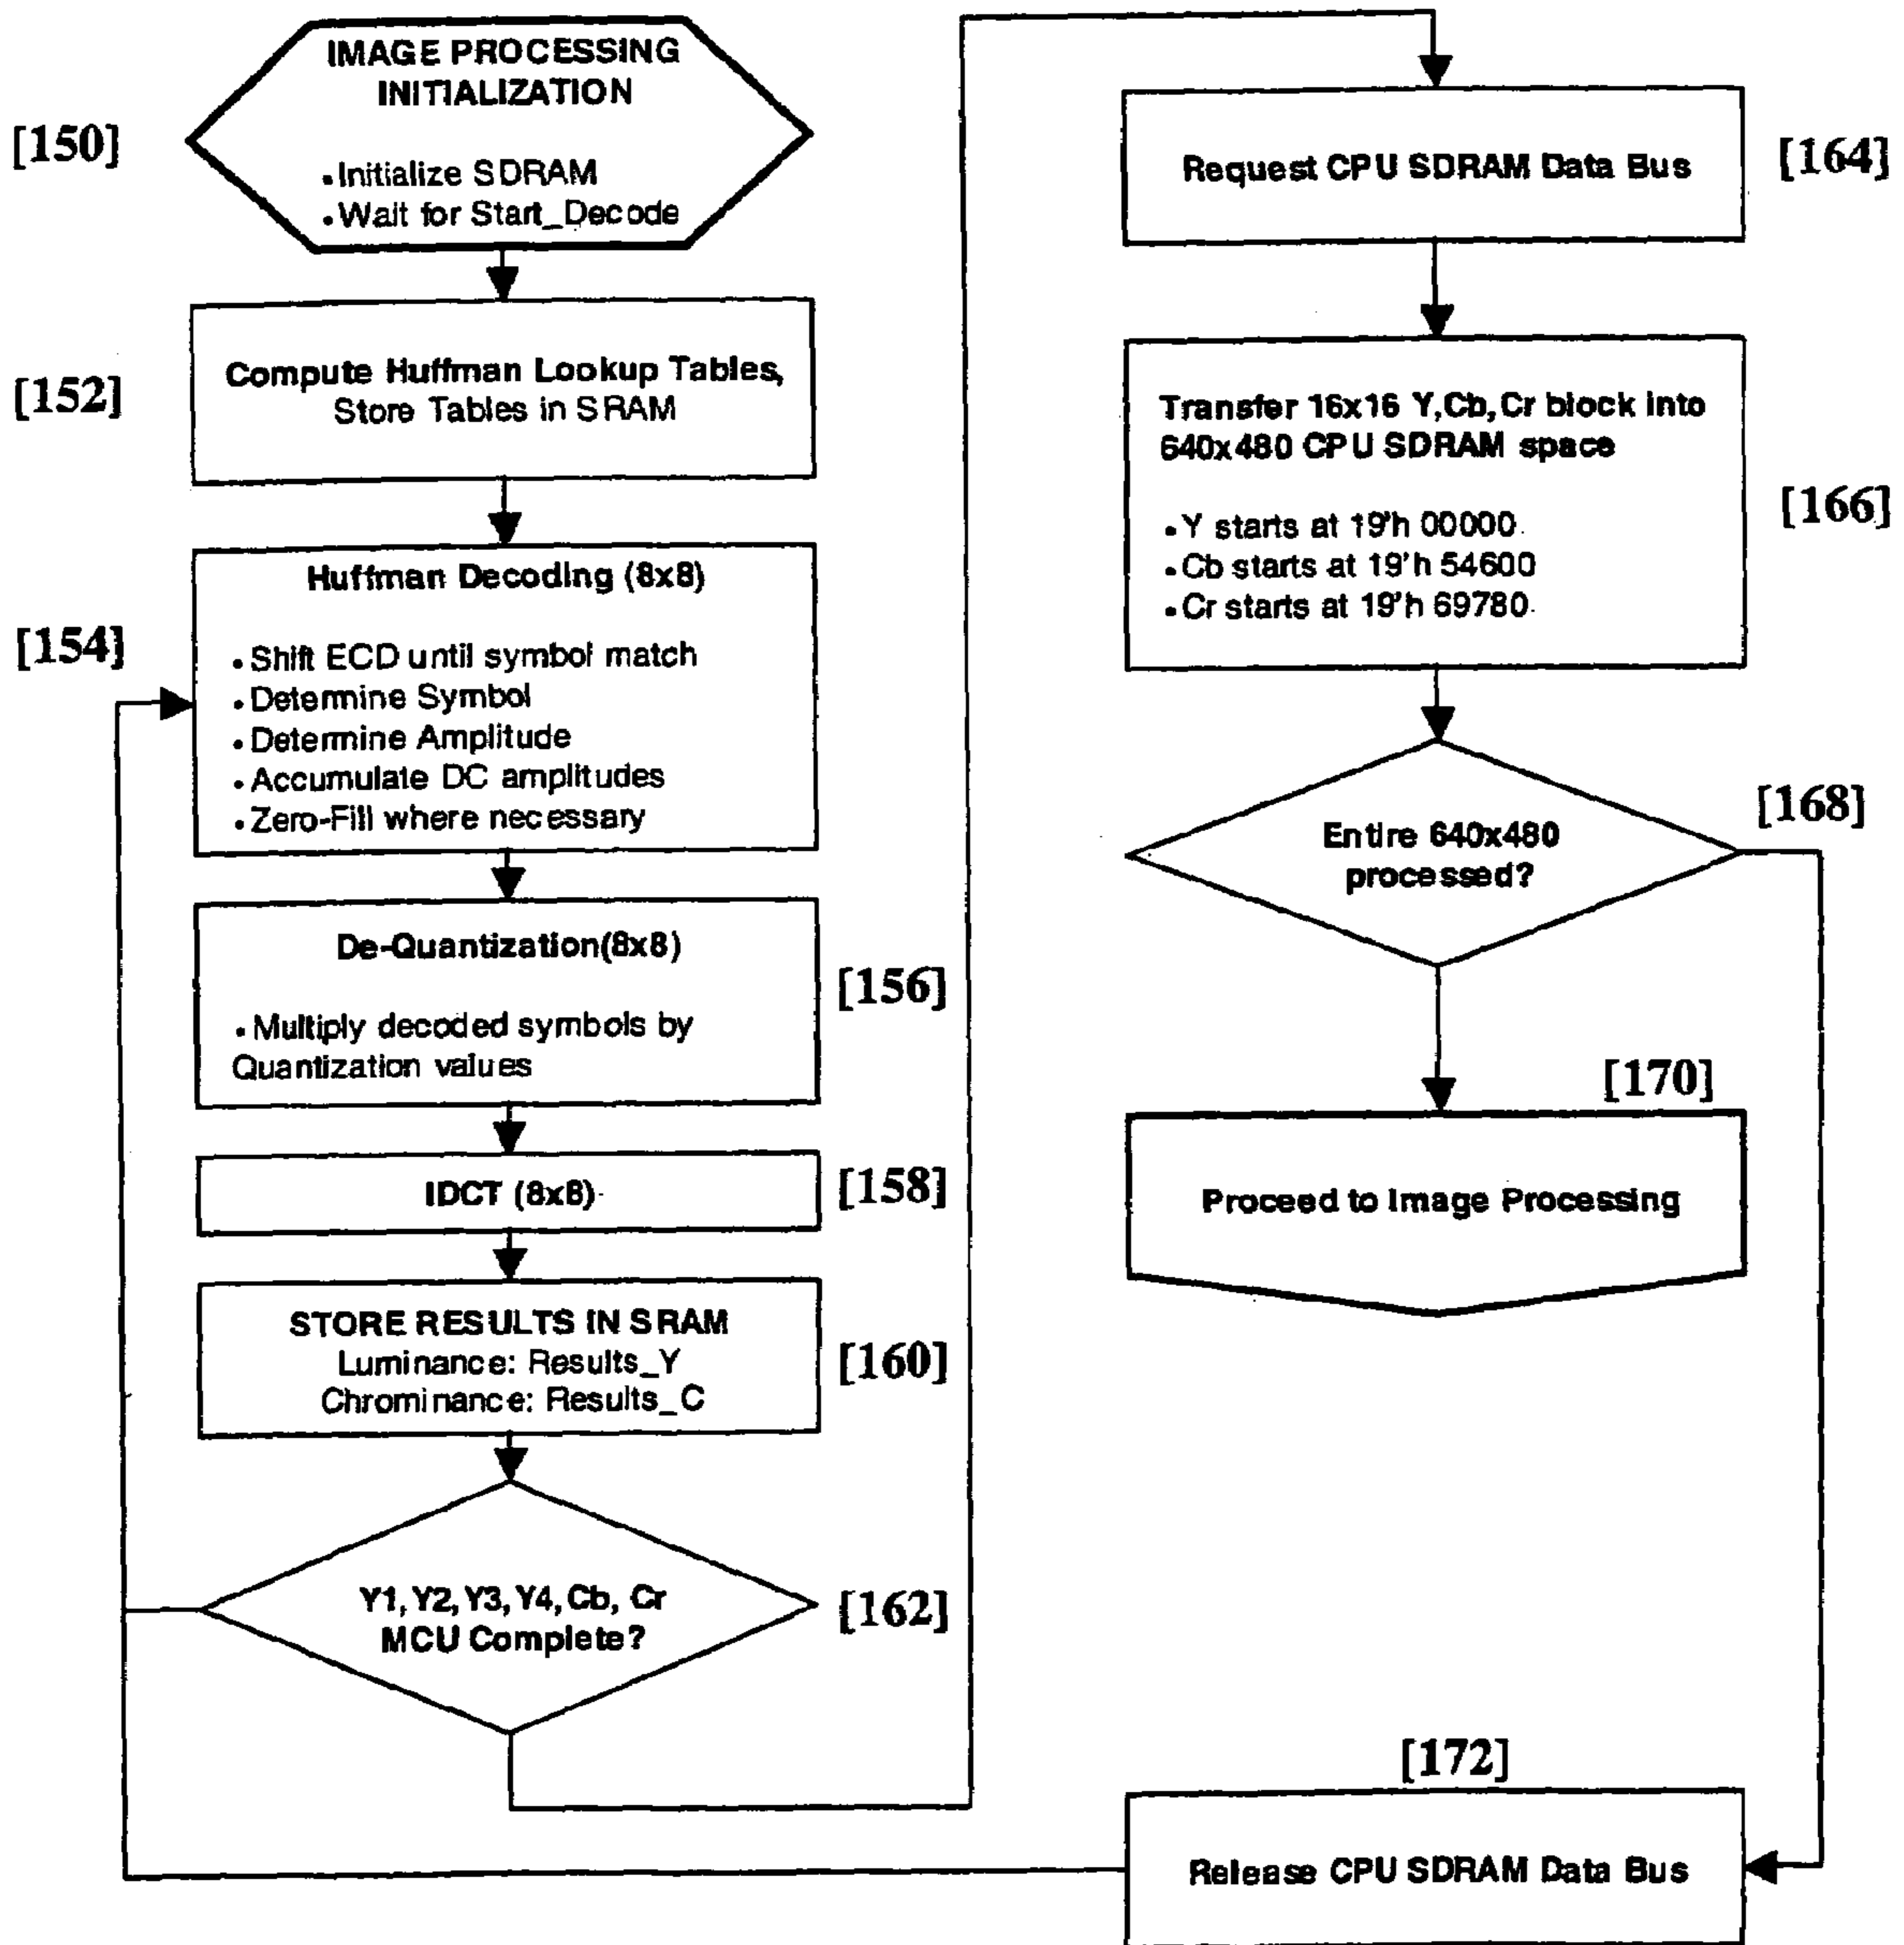 IMAGE PROCESSING
INITIALIZATION
[150]
•Initialize SDRAM
•Wait for Start_Decode
[152]
Compute Huffman Lookup Tables,
Store Tables in SRAM
Huffman Decoding (8x8)
[154]
•Shift ECD until symbol match
•Determine Symbol
•Determine Amplitude
•Accumulate DC amplitudes
•Zero-Fill where necessary
De-Quantization(8x8)
[156]
•Multiply decoded symbols by
Quantization values
IDCT (8x8)
[158]
STORE RESULTS IN SRAM
Luminance: Results_Y
Chrominance: Results_C
[160]
Y1, Y2, Y3, Y4, Cb, Cr
MCU Complete?
[162]
Request CPU SDRAM Data Bus
[164]
Transfer 16x16 Y,Cb,Cr block into
640x480 CPU SDRAM space
[166]
•Y starts at 19'h 00000
•Cb starts at 19'h 54600
•Cr starts at 19'h 69780
[168]
Entire 640x480
processed?
[170]
Proceed to Image Processing
[172]
Release CPU SDRAM Data Bus